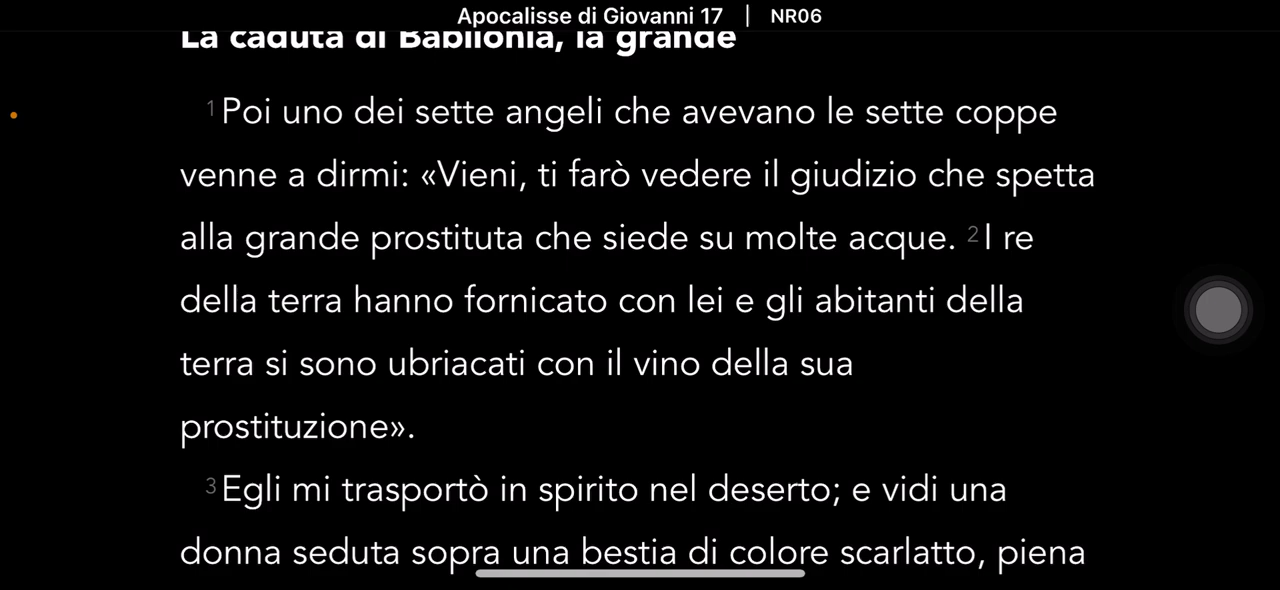 Apocalisse di Giovanni 17 | NR06
La caduta di Babilonia, la grande
1 Poi uno dei sette angeli che avevano le sette coppe
venne a dirmi: «Vieni, ti farò vedere il giudizio che spetta
alla grande prostituta che siede su molte acque. 2 I re
della terra hanno fornicato con lei e gli abitanti della
terra si sono ubriacati con il vino della sua
prostituzione».
3 Egli mi trasportò in spirito nel deserto; e vidi una
donna seduta sopra una bestia di colore scarlatto, piena